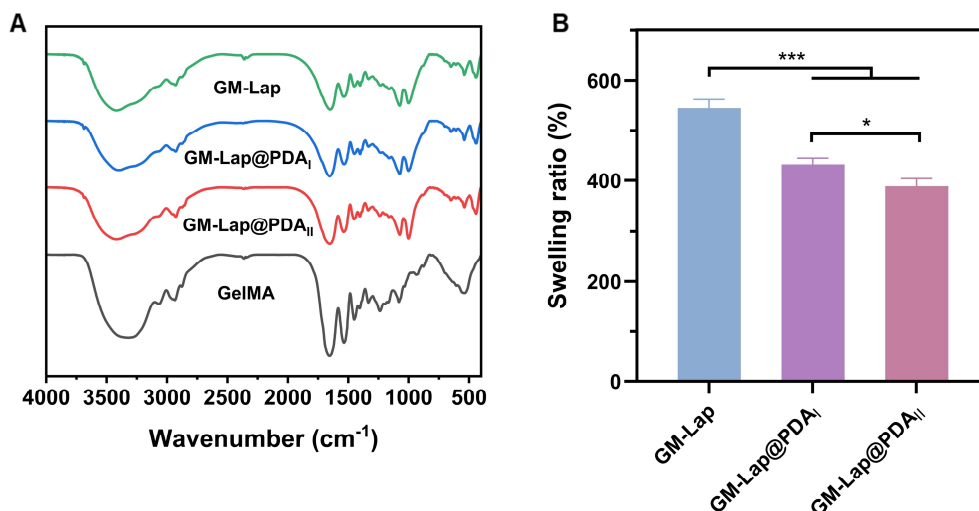 A
GM-Lap
GM-Lap@PDAI
GM-Lap@PDAII
GelMA
4000 3500 3000 2500 2000 1500 1000 500
Wavenumber (cm-1)
B
Swelling ratio (%)
600
400
200
0
***
*
GM-Lap
GM-Lap@PDAI
GM-Lap@PDAII